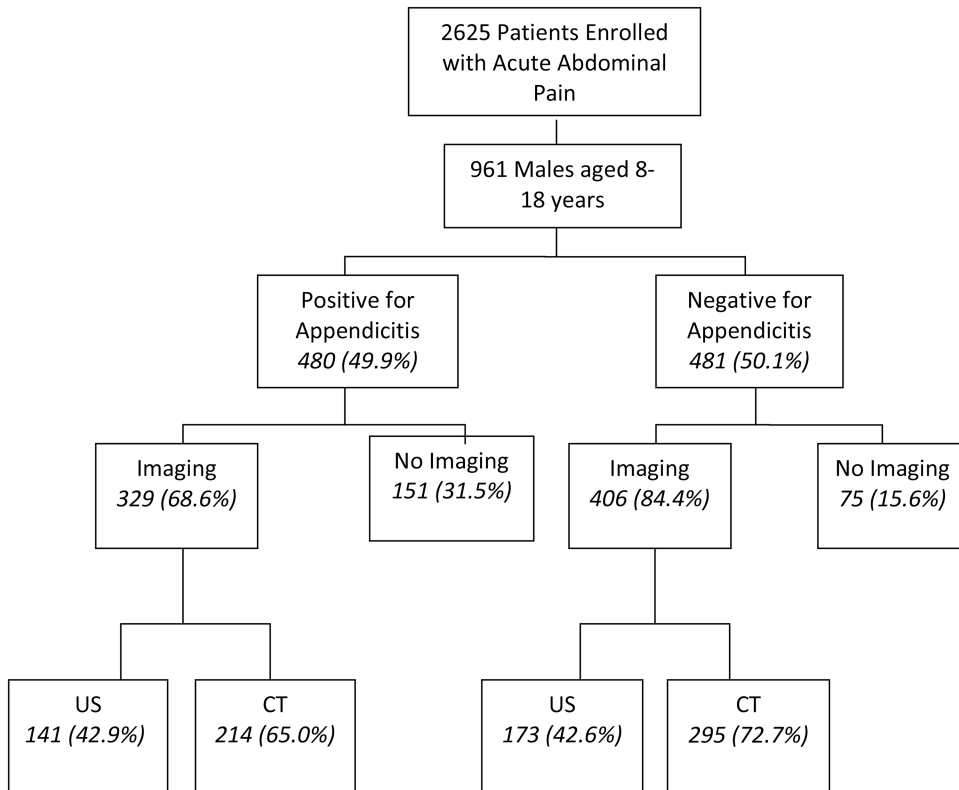 2625 Patients Enrolled
with Acute Abdominal
Pain
961 Males aged 8-
18 years
Positive for
Appendicitis
480 (49.9%)
Negative for
Appendicitis
481 (50.1%)
Imaging
329 (68.6%)
No Imaging
151 (31.5%)
Imaging
406 (84.4%)
No Imaging
75 (15.6%)
US
141 (42.9%)
CT
214 (65.0%)
US
173 (42.6%)
CT
295 (72.7%)